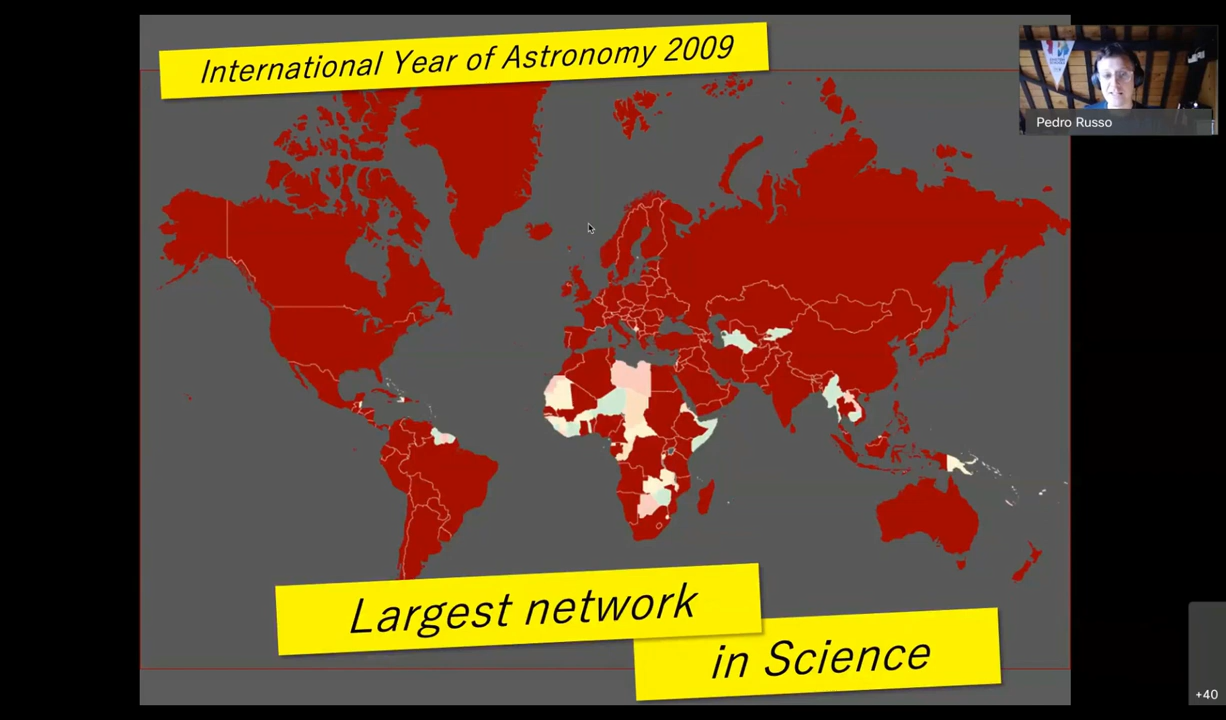 International Year of Astronomy 2009
Pedro Russo
Largest network
in Science
+40